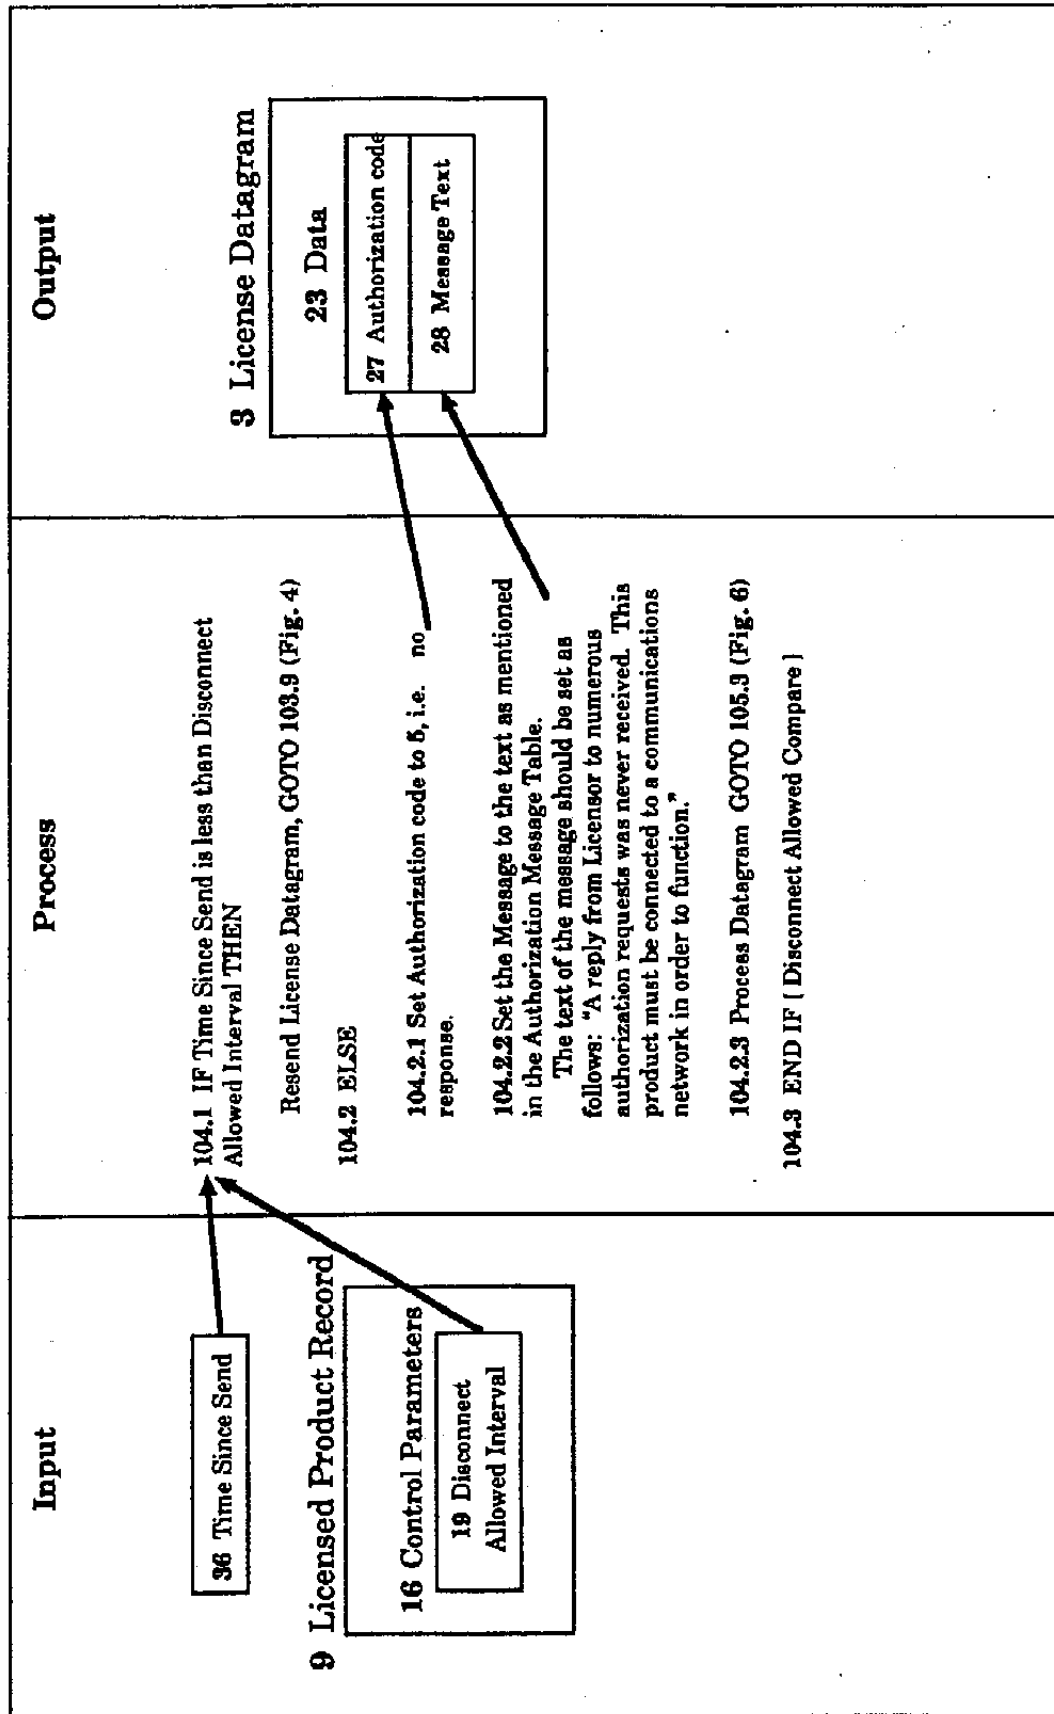 Input
Process
Output
36 Time Since Send
9 Licensed Product Record
16 Control Parameters
19 Disconnect
Allowed Interval
104.1 IF Time Since Send is less than Disconnect
Allowed Interval THEN
Resend License Datagram, GOTO 103.9 (Fig. 4)
104.2 ELSE
104.2.1 Set Authorization code to 5, i.e. no
response.
104.2.2 Set the Message to the text as mentioned
in the Authorization Message Table.
The text of the message should be set as
follows: "A reply from Licensor to numerous
authorization requests was never received. This
product must be connected to a communications
network in order to function."
104.2.3 Process Datagram GOTO 105.3 (Fig. 6)
104.3 END IF [ Disconnect Allowed Compare ]
3 License Datagram
23 Data
27 Authorization code
28 Message Text